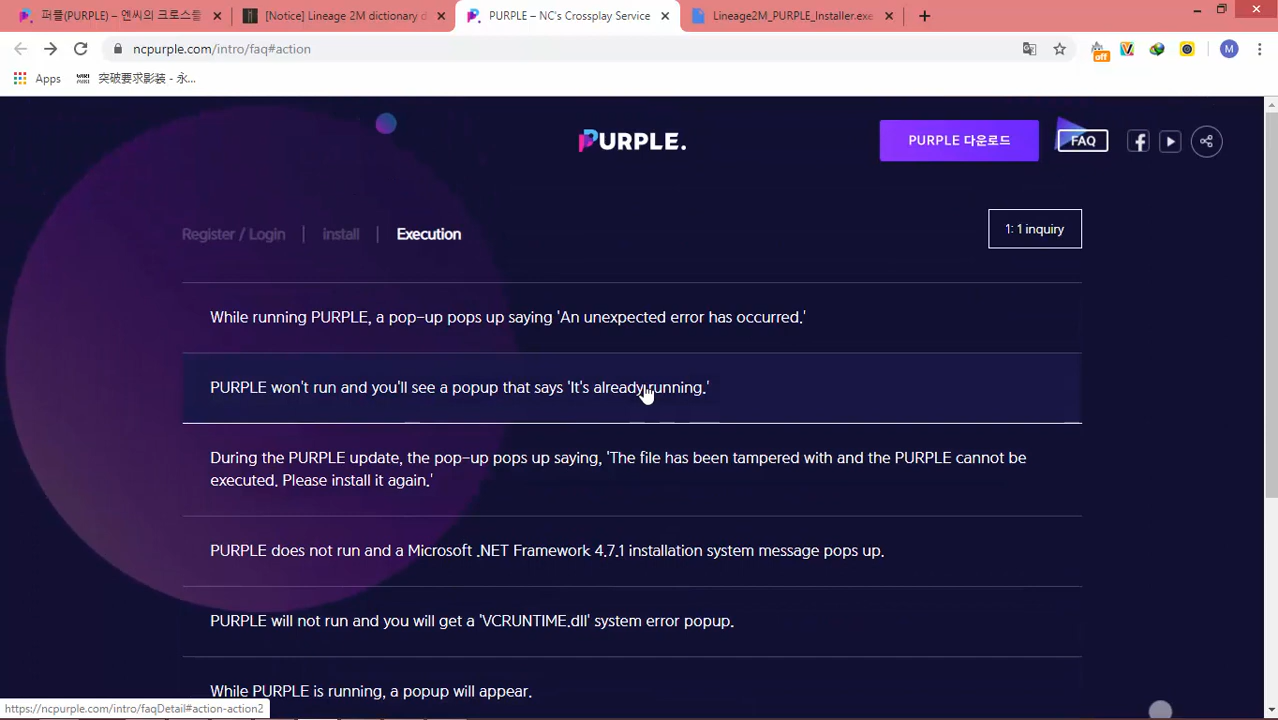 퍼플(PURPLE) – 엔씨의 크로스플
[Notice] Lineage 2M dictionary d
PURPLE – NC's Crossplay Service
Lineage2M_PURPLE_Installer.exe
ncpurple.com/intro/faq#action
off
M
Apps
WIKI
突破要求影装 - 永...
PURPLE.
PURPLE 다운로드
FAQ
Register / Login
install
Execution
1: 1 inquiry
While running PURPLE, a pop-up pops up saying 'An unexpected error has occurred.'
PURPLE won't run and you'll see a popup that says 'It's already running.'
During the PURPLE update, the pop-up pops up saying, 'The file has been tampered with and the PURPLE cannot be
executed. Please install it again.'
PURPLE does not run and a Microsoft .NET Framework 4.7.1 installation system message pops up.
PURPLE will not run and you will get a 'VCRUNTIME.dll' system error popup.
While PURPLE is running, a popup will appear.
https://ncpurple.com/intro/faqDetail#action-action2